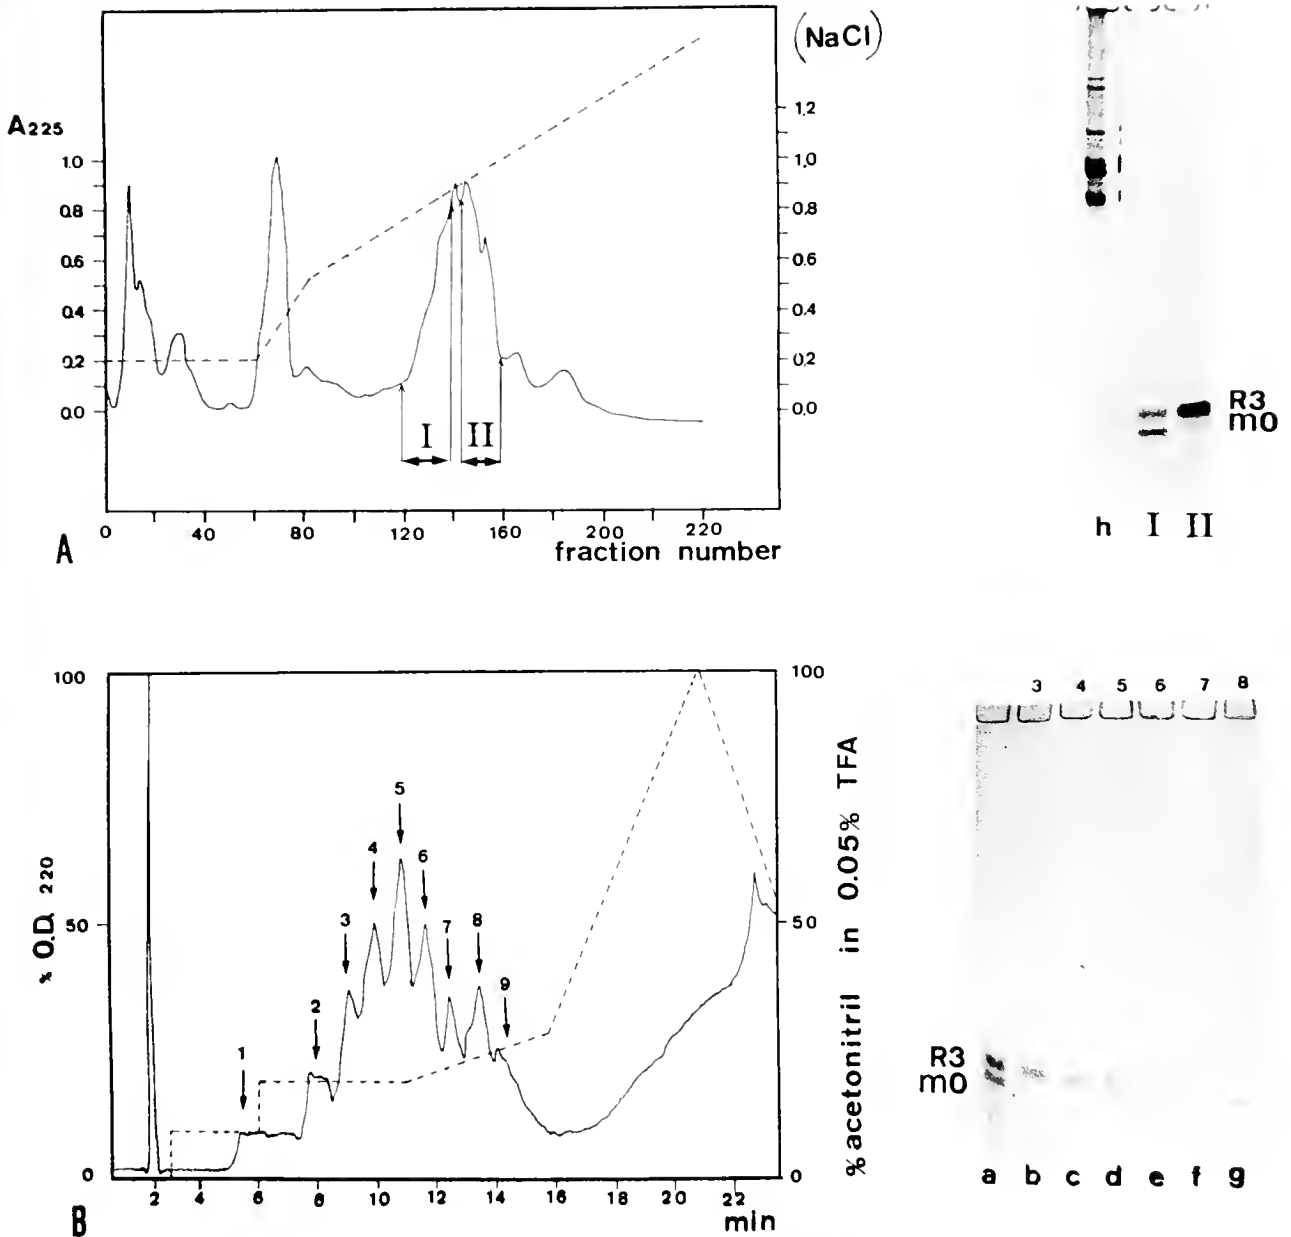 (NaCl)
A225
1.0
0.8
0.6
0.4
0.2
0.0
1,2
1,0
0.8
0.6
0.4
0.2
0,0
I
II
0
40
80
120
160
200
220
fraction number
A
R3
mO
h
I
II
100
50
0
% O.D. 220
1
2
3
4
5
6
7
8
9
100
50
0
% acetonitril in 0.05% TFA
2
4
6
8
10
12
14
16
20
22
min
B
3
4
5
6
7
8
R3
mO
a
b
c
d
e
f
g